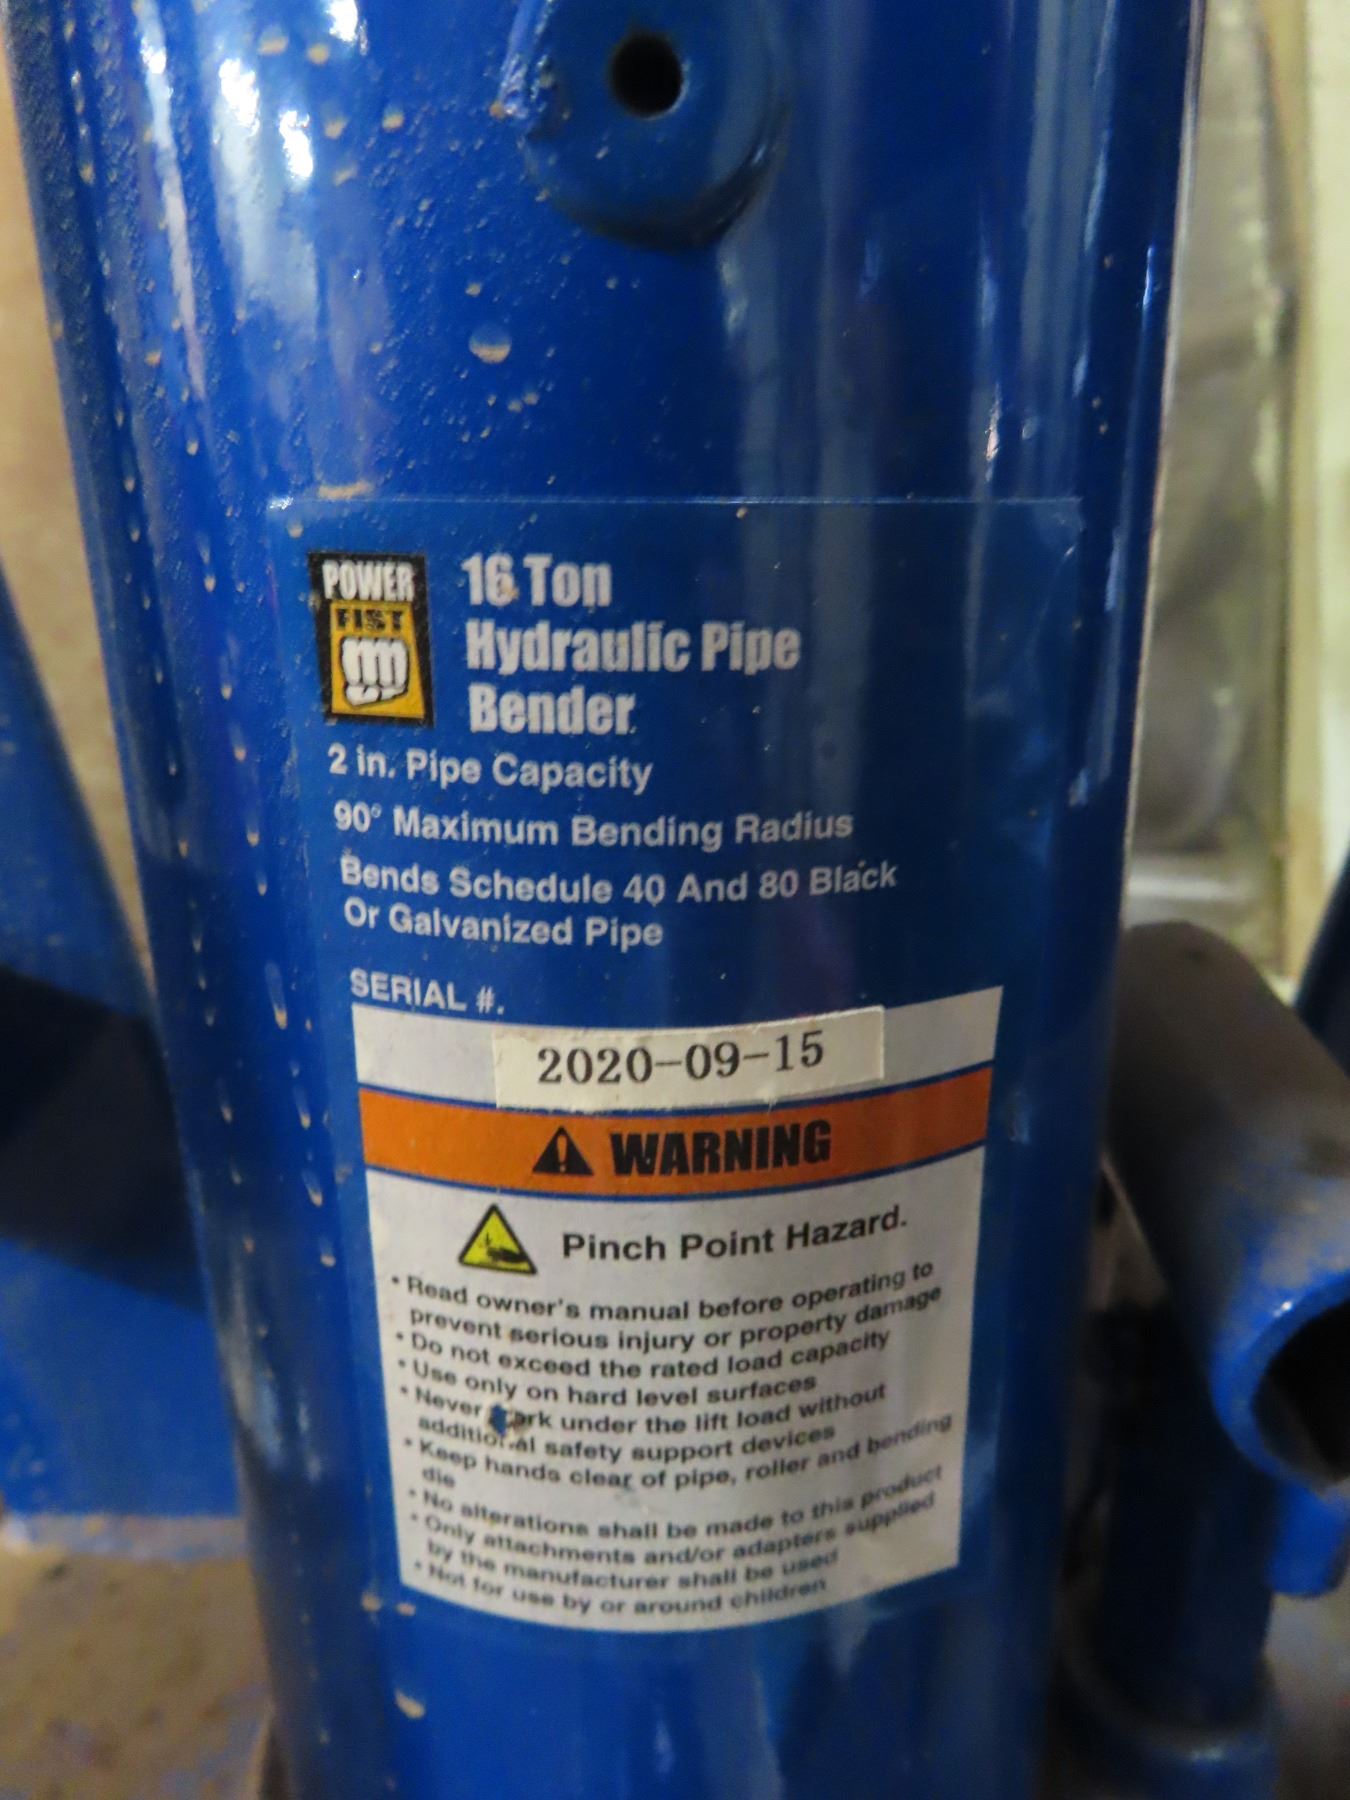 POWER
FIST
16 Ton
Hydraulic Pipe
Bender
2 in. Pipe Capacity
90° Maximum Bending Radius
Bends Schedule 40 And 80 Black
Or Galvanized Pipe
SERIAL #.
2020-09-15
WARNING
Pinch Point Hazard.
• Read owner's manual before operating to
prevent serious injury or property damage
• Do not exceed the rated load capacity
• Use only on hard level surfaces
• Never work under the lift load without
additional safety support devices
• Keep hands clear of pipe, roller and bending
die
• No alterations shall be made to this product
• Only attachments and/or adapters supplied
by the manufacturer shall be used
• Not for use by or around children